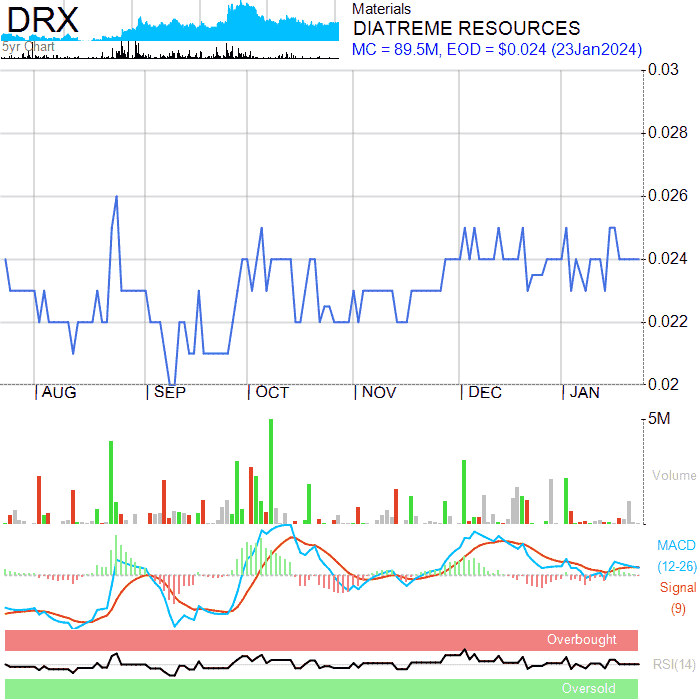 DRX
5yr Chart
Materials
DIATREME RESOURCES
MC = 89.5M, EOD = $0.024 (23Jan2024)
0.03
0.028
0.026
0.024
0.022
0.02
AUG SEP OCT NOV DEC JAN
5M
Volume
MACD
(12-26)
Signal
(9)
Overbought
RSI(14)
Oversold